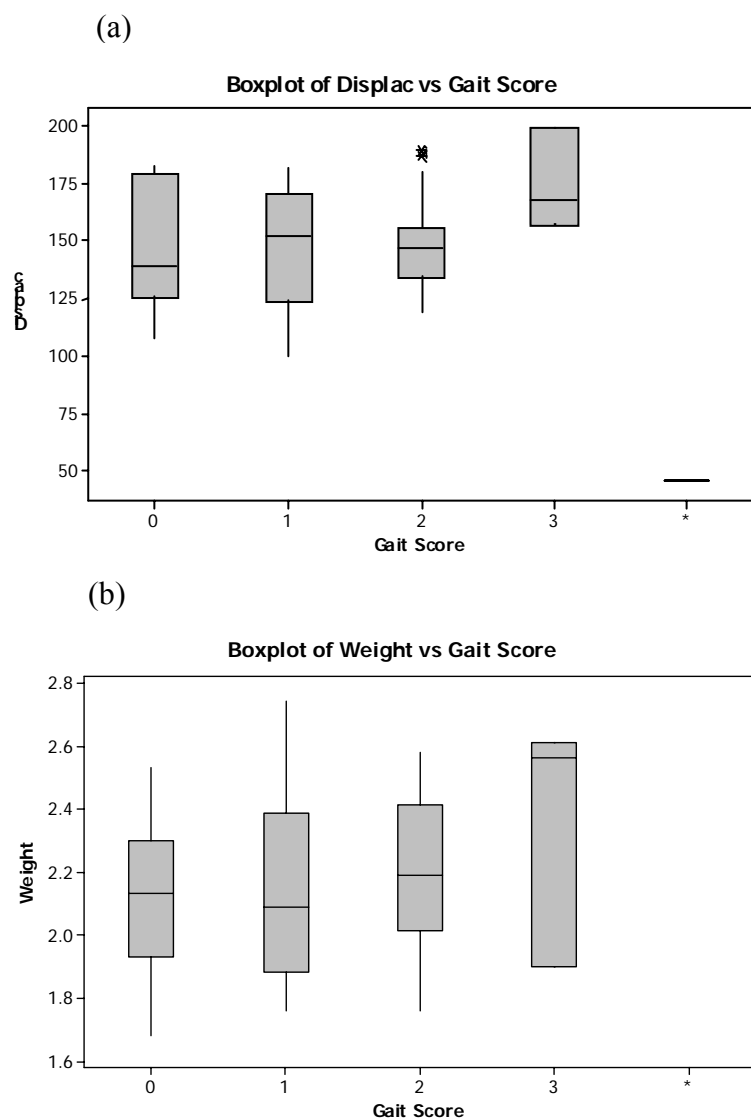 (a)
Boxplot of Displac vs Gait Score
200
175
150
125
100
75
50
Displac
0 1 2 3 *
Gait Score
(b)
Boxplot of Weight vs Gait Score
2.8
2.6
2.4
2.2
2.0
1.8
1.6
Weight
0 1 2 3 *
Gait Score